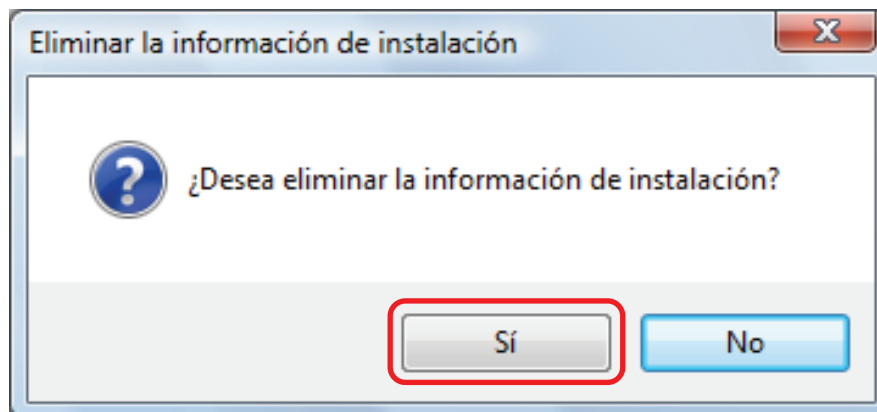 Eliminar la información de instalación
¿Desea eliminar la información de instalación?
Sí
No